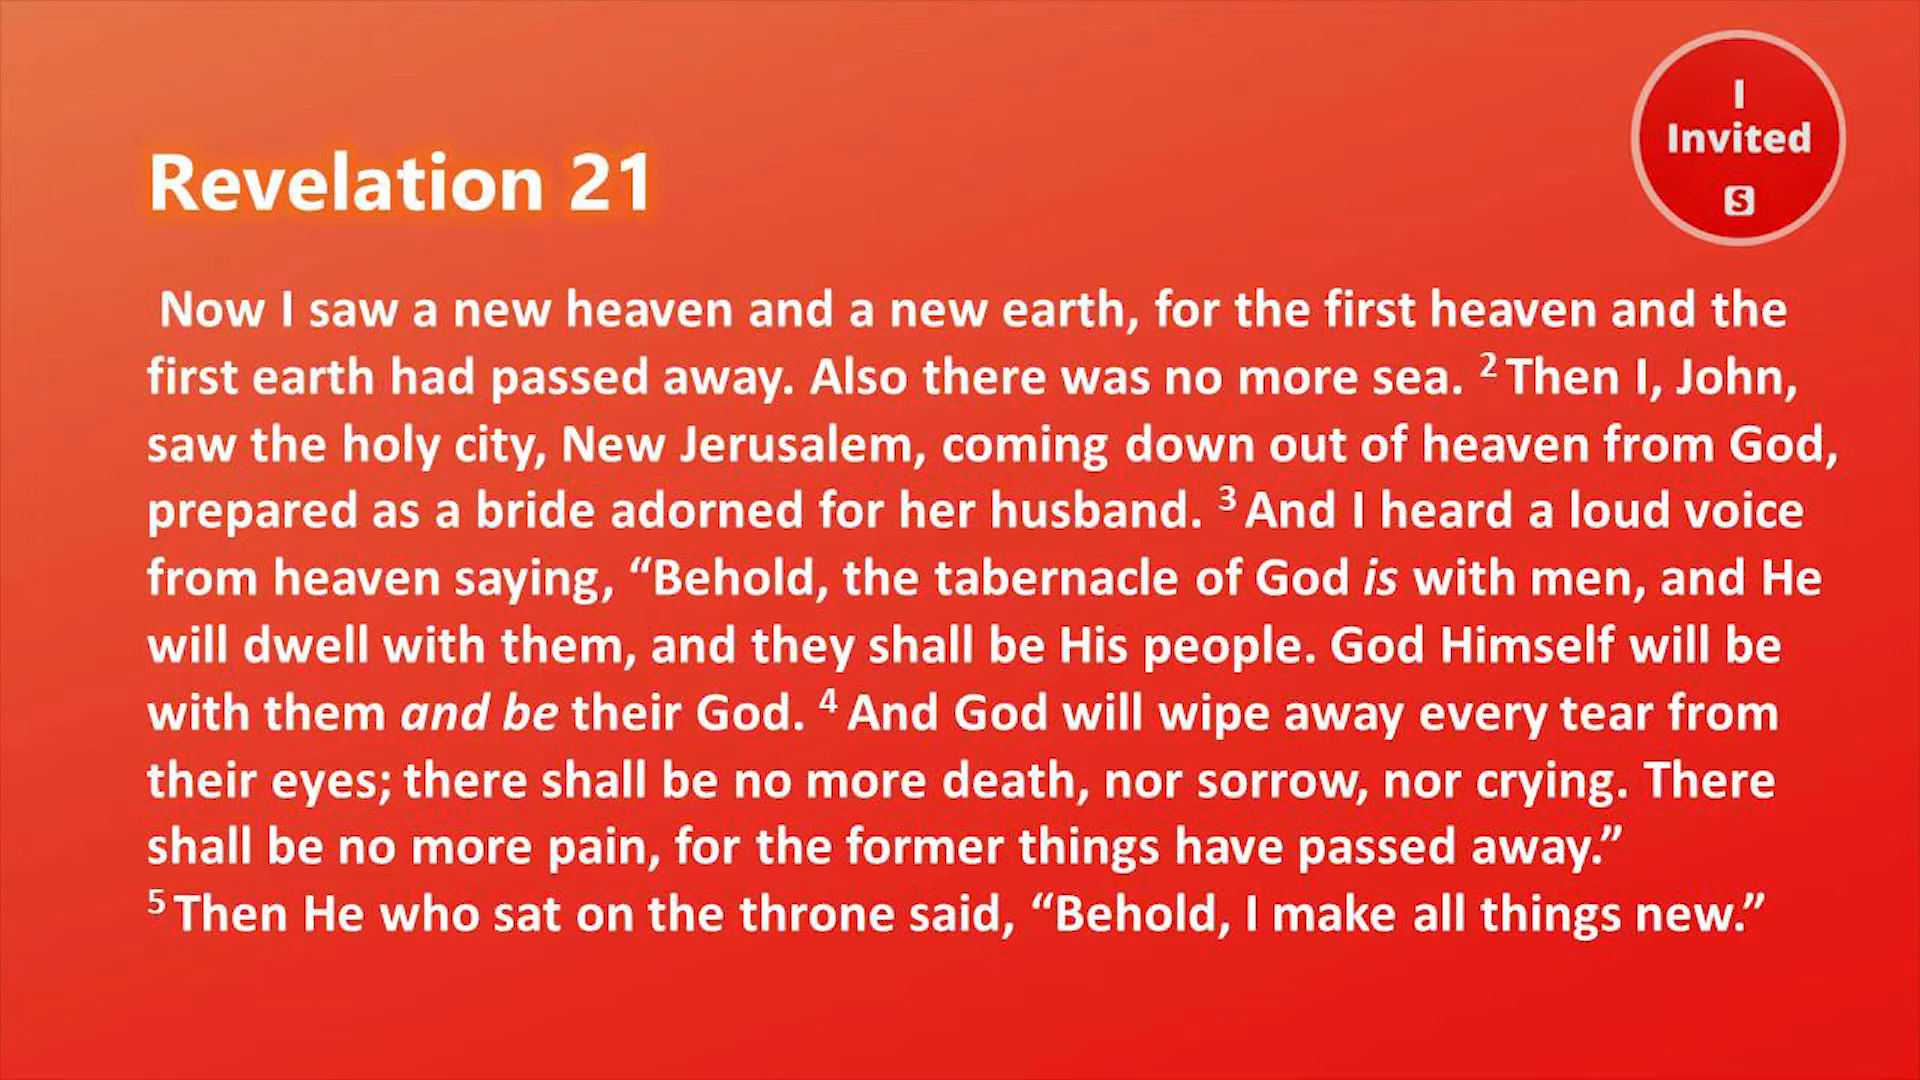 I
Invited
S
Revelation 21
Now I saw a new heaven and a new earth, for the first heaven and the
first earth had passed away. Also there was no more sea. 2 Then I, John,
saw the holy city, New Jerusalem, coming down out of heaven from God,
prepared as a bride adorned for her husband. 3 And I heard a loud voice
from heaven saying, “Behold, the tabernacle of God is with men, and He
will dwell with them, and they shall be His people. God Himself will be
with them and be their God. 4 And God will wipe away every tear from
their eyes; there shall be no more death, nor sorrow, nor crying. There
shall be no more pain, for the former things have passed away.”
5 Then He who sat on the throne said, “Behold, I make all things new.”